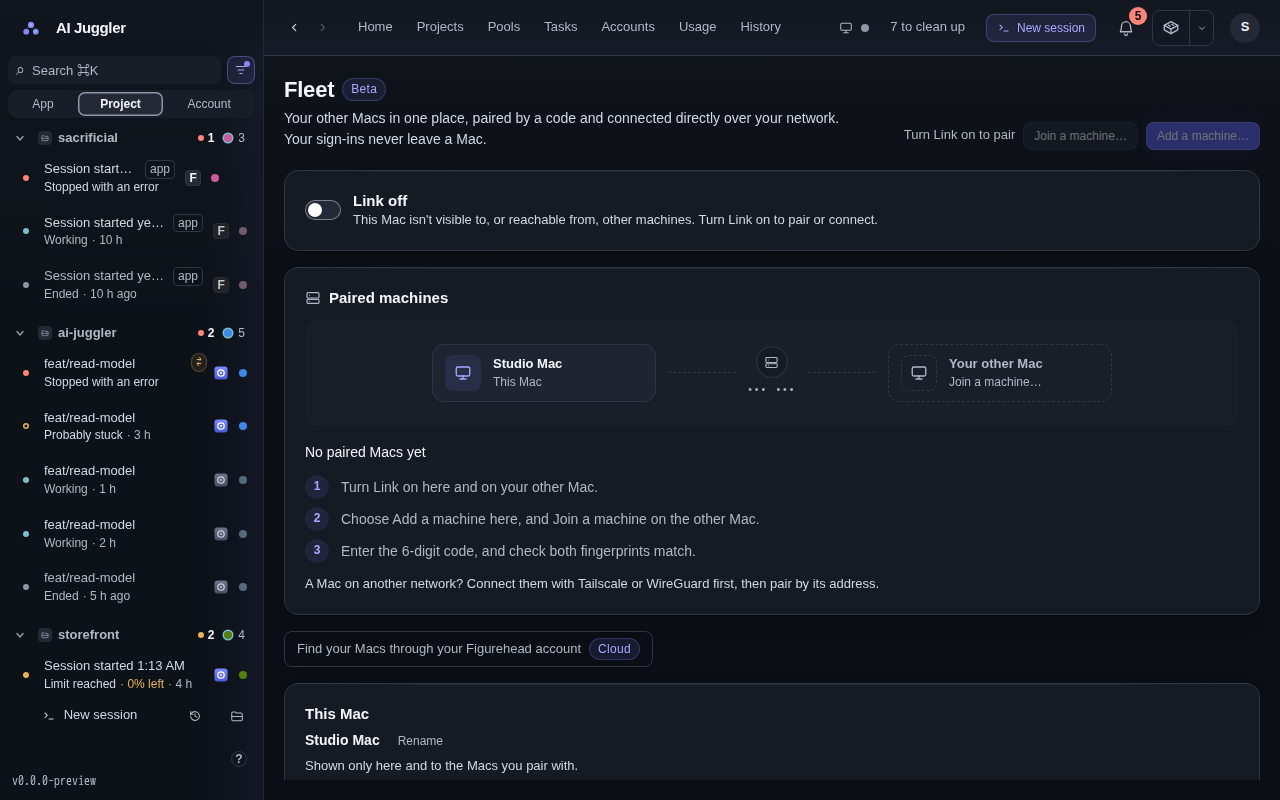 AI Juggler
Search ⌘K
App Project Account
sacrificial 1 3
Session start… app F
Stopped with an error
Session started ye… app F
Working · 10 h
Session started ye… app F
Ended · 10 h ago
ai-juggler 2 5
feat/read-model
Stopped with an error
feat/read-model
Probably stuck · 3 h
feat/read-model
Working · 1 h
feat/read-model
Working · 2 h
feat/read-model
Ended · 5 h ago
storefront 2 4
Session started 1:13 AM
Limit reached · 0% left · 4 h
New session
?
v0.0.0-preview
Home Projects Pools Tasks Accounts Usage History
7 to clean up
New session
5
S
Fleet Beta
Your other Macs in one place, paired by a code and connected directly over your network.
Your sign-ins never leave a Mac.
Turn Link on to pair Join a machine… Add a machine…
Link off
This Mac isn't visible to, or reachable from, other machines. Turn Link on to pair or connect.
Paired machines
Studio Mac
This Mac
••• •••
Your other Mac
Join a machine…
No paired Macs yet
1 Turn Link on here and on your other Mac.
2 Choose Add a machine here, and Join a machine on the other Mac.
3 Enter the 6-digit code, and check both fingerprints match.
A Mac on another network? Connect them with Tailscale or WireGuard first, then pair by its address.
Find your Macs through your Figurehead account Cloud
This Mac
Studio Mac Rename
Shown only here and to the Macs you pair with.